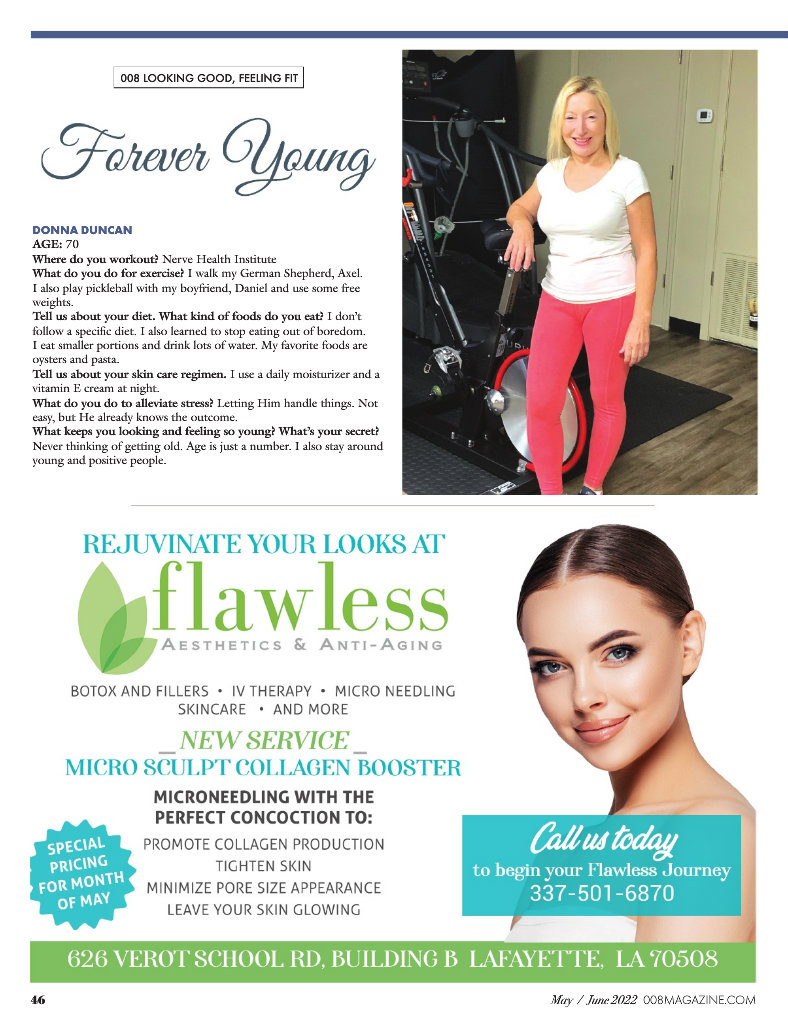 008 LOOKING GOOD, FEELING FIT
Forever Young
DONNA DUNCAN
AGE: 70
Where do you workout? Nerve Health Institute
What do you do for exercise? I walk my German Shepherd, Axel.
I also play pickleball with my boyfriend, Daniel and use some free
weights.
Tell us about your diet. What kind of foods do you eat? I don't
follow a specific diet. I also learned to stop eating out of boredom.
I eat smaller portions and drink lots of water. My favorite foods are
oysters and pasta.
Tell us about your skin care regimen. I use a daily moisturizer and a
vitamin E cream at night.
What do you do to alleviate stress? Letting Him handle things. Not
easy, but He already knows the outcome.
What keeps you looking and feeling so young? What's your secret?
Never thinking of getting old. Age is just a number. I also stay around
young and positive people.
REJUVINATE YOUR LOOKS AT
flawless
AESTHETICS & ANTI-AGING
BOTOX AND FILLERS • IV THERAPY • MICRO NEEDLING
SKINCARE • AND MORE
_ NEW SERVICE _
MICRO SCULPT COLLAGEN BOOSTER
MICRONEEDLING WITH THE
PERFECT CONCOCTION TO:
PROMOTE COLLAGEN PRODUCTION
TIGHTEN SKIN
MINIMIZE PORE SIZE APPEARANCE
LEAVE YOUR SKIN GLOWING
SPECIAL
PRICING
FOR MONTH
OF MAY
Call us today
to begin your Flawless Journey
337-501-6870
626 VEROT SCHOOL RD, BUILDING B LAFAYETTE, LA 70508
46
May / June 2022 008MAGAZINE.COM